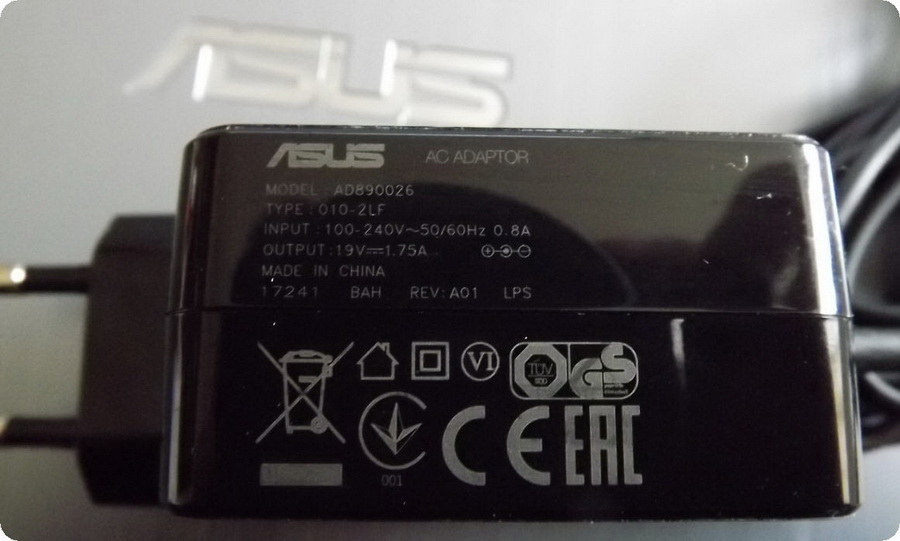 ASUS
ASUS AC ADAPTOR
MODEL : AD890026
TYPE : 010-2LF
INPUT : 100-240V~50/60Hz 0.8A
OUTPUT : 19V⎓1.75A
MADE IN CHINA
17241 BAH REV: A01 LPS
VI TÜV GS
001
CE EAC